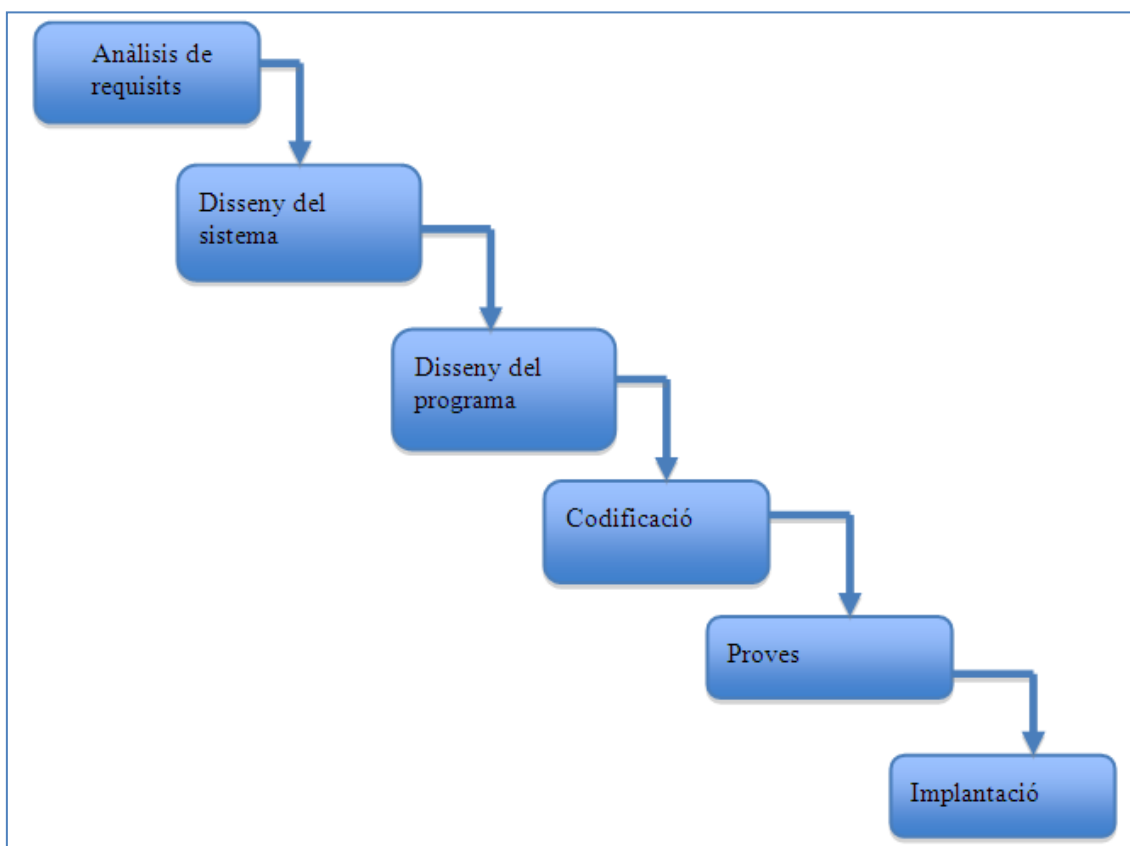 Anàlisis de
requisits
Disseny del
sistema
Disseny del
programa
Codificació
Proves
Implantació